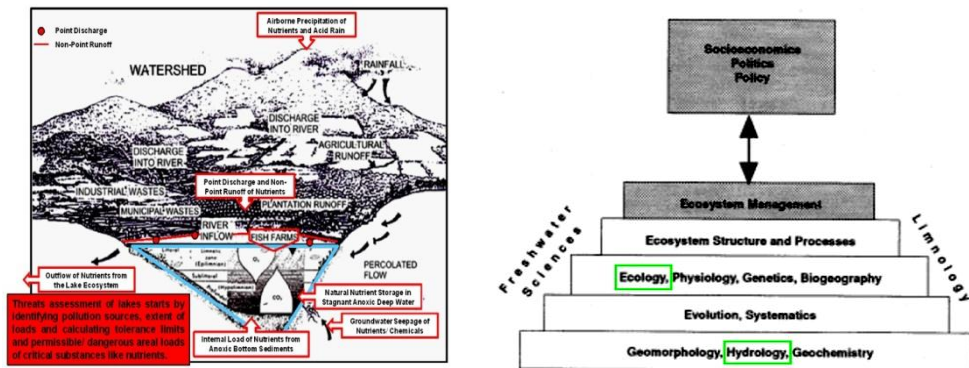 Point Discharge
Non-Point Runoff
Airborne Precipitation of
Nutrients and Acid Rain
WATERSHED
RAINFALL
DISCHARGE
INTO RIVER
DISCHARGE
INTO RIVER
AGRICULTURAL
RUNOFF
INDUSTRIAL WASTES
Point Discharge and Non-
Point Runoff of Nutrients
PLANTATION RUNOFF
MUNICIPAL WASTES
RIVER
INFLOW
FISH FARMS
Littoral
Limnetic
zone (Epilimnion)
O₂
Sublittoral
(Hypolimnion)
CO₂
PERCOLATED
FLOW
Outflow of Nutrients from
the Lake Ecosystem
Natural Nutrient Storage in
Stagnant Anoxic Deep Water
Groundwater Seepage of
Nutrients/ Chemicals
Internal Load of Nutrients from
Anoxic Bottom Sediments
Threats assessment of lakes starts by
identifying pollution sources, extent of
loads and calculating tolerance limits
and permissible/ dangerous areal loads
of critical substances like nutrients.
Socioeconomics
Politics
Policy
Ecosystem Management
Freshwater
Sciences
Limnology
Ecosystem Structure and Processes
Ecology, Physiology, Genetics, Biogeography
Evolution, Systematics
Geomorphology, Hydrology, Geochemistry